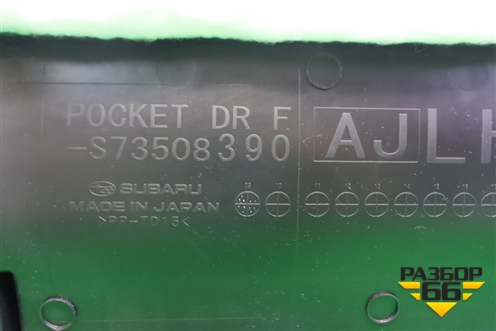 POCKET DR F
-S73508390
AJLH
SUBARU
MADE IN JAPAN
>PP-TD15<
РАЗБОР
66